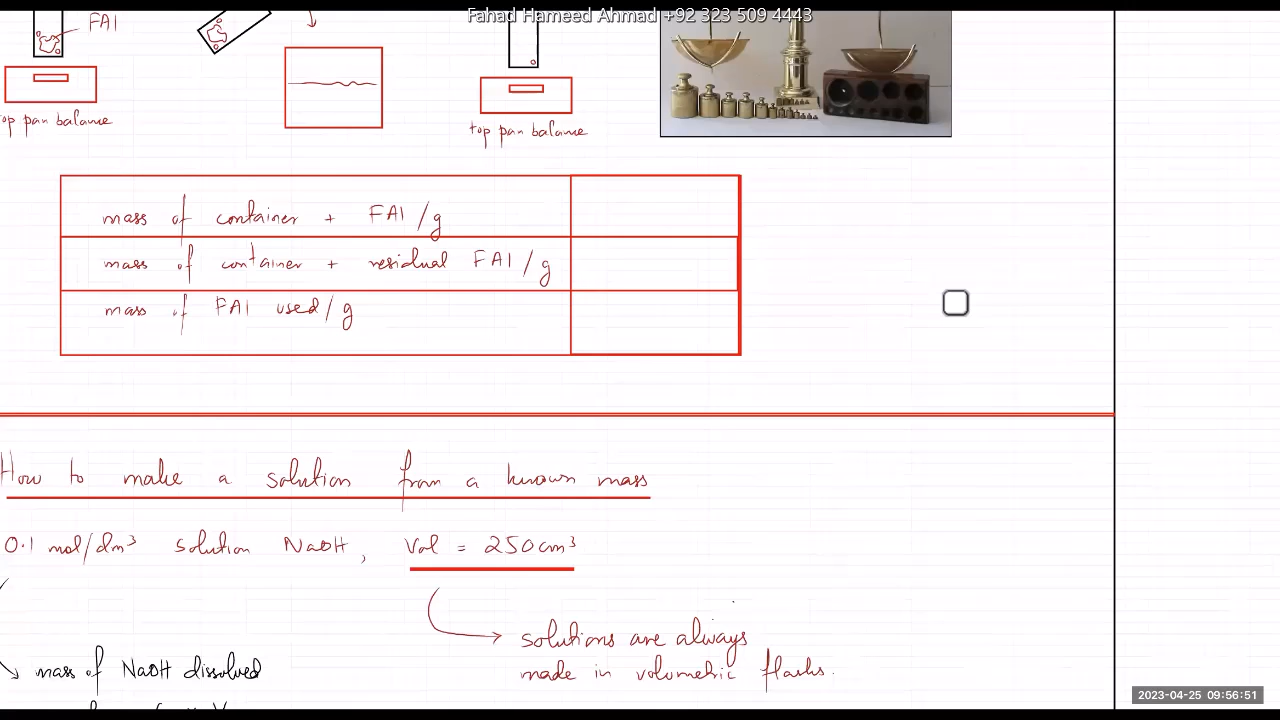 Fahad Hameed Ahmad +92 323 509 4443
FA1
top pan balance
top pan balance
mass of container + FA1 /g
mass of container + residual FA1 /g
mass of FA1 used/g
How to make a solution from a known mass
0.1 mol/dm³ solution NaOH, Vol = 250cm³
solutions are always
made in volumetric flasks.
mass of NaOH dissolved
2023-04-25 09:56:51